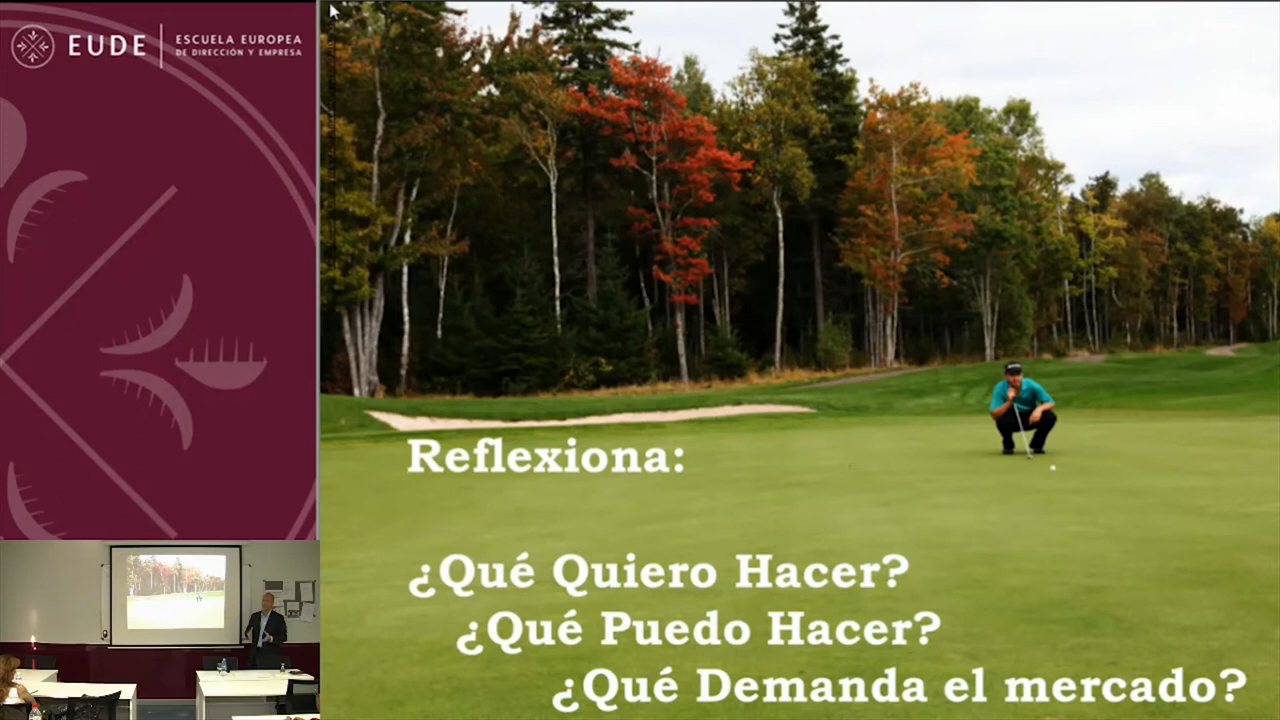 EUDE
ESCUELA EUROPEA
DE DIRECCIÓN Y EMPRESA
Reflexiona:
¿Qué Quiero Hacer?
¿Qué Puedo Hacer?
¿Qué Demanda el mercado?